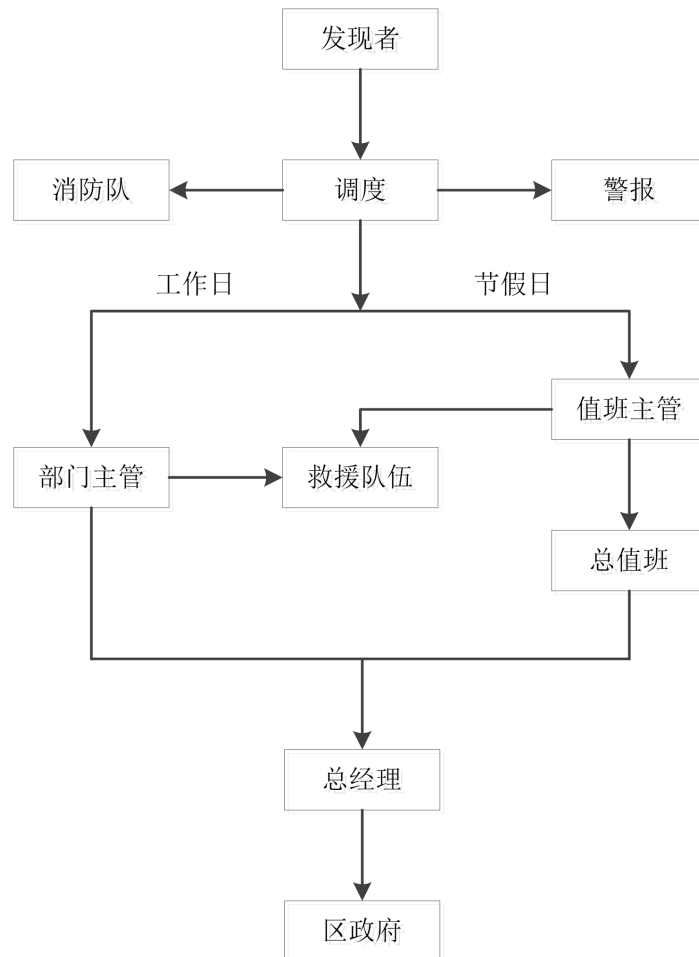 发现者
消防队
调度
警报
工作日
节假日
值班主管
部门主管
救援队伍
总值班
总经理
区政府